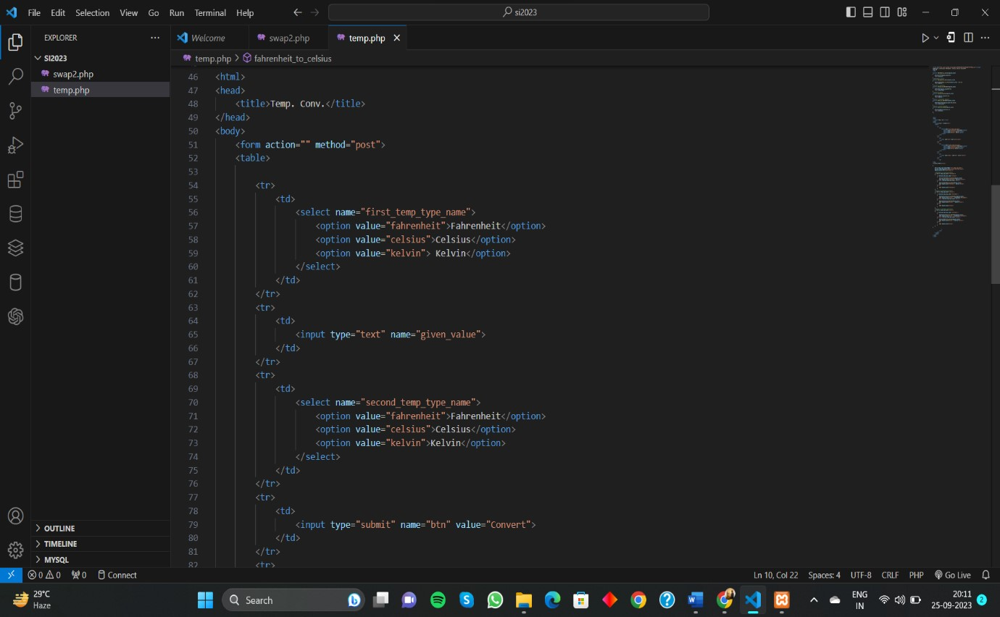 File Edit Selection View Go Run Terminal Help
si2023
EXPLORER
SI2023
swap2.php
temp.php
Welcome
swap2.php
temp.php
temp.php > fahrenheit_to_celsius
46 <html>
47 <head>
48 <title>Temp. Conv.</title>
49 </head>
50 <body>
51 <form action="" method="post">
52 <table>
53
54 <tr>
55 <td>
56 <select name="first_temp_type_name">
57 <option value="fahrenheit">Fahrenheit</option>
58 <option value="celsius">Celsius</option>
59 <option value="kelvin"> Kelvin</option>
60 </select>
61 </td>
62 </tr>
63 <tr>
64 <td>
65 <input type="text" name="given_value">
66 </td>
67 </tr>
68 <tr>
69 <td>
70 <select name="second_temp_type_name">
71 <option value="fahrenheit">Fahrenheit</option>
72 <option value="celsius">Celsius</option>
73 <option value="kelvin">Kelvin</option>
74 </select>
75 </td>
76 </tr>
77 <tr>
78 <td>
79 <input type="submit" name="btn" value="Convert">
80 </td>
81 </tr>
82 <tr>
OUTLINE
TIMELINE
MYSQL
0 0 0 Connect
Ln 10, Col 22 Spaces: 4 UTF-8 CRLF PHP Go Live
29°C
Haze
Search
ENG
IN
20:11
25-09-2023
2